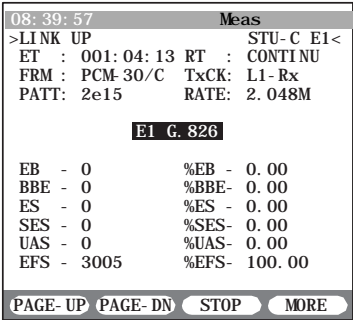 08:39:57 Meas
>LINK UP STU-C E1<
ET : 001:04:13 RT : CONTINU
FRM : PCM-30/C TxCK: L1-Rx
PATT: 2e15 RATE: 2.048M
E1 G.826
EB - 0 %EB - 0.00
BBE - 0 %BBE- 0.00
ES - 0 %ES - 0.00
SES - 0 %SES- 0.00
UAS - 0 %UAS- 0.00
EFS - 3005 %EFS- 100.00
PAGE-UP PAGE-DN STOP MORE